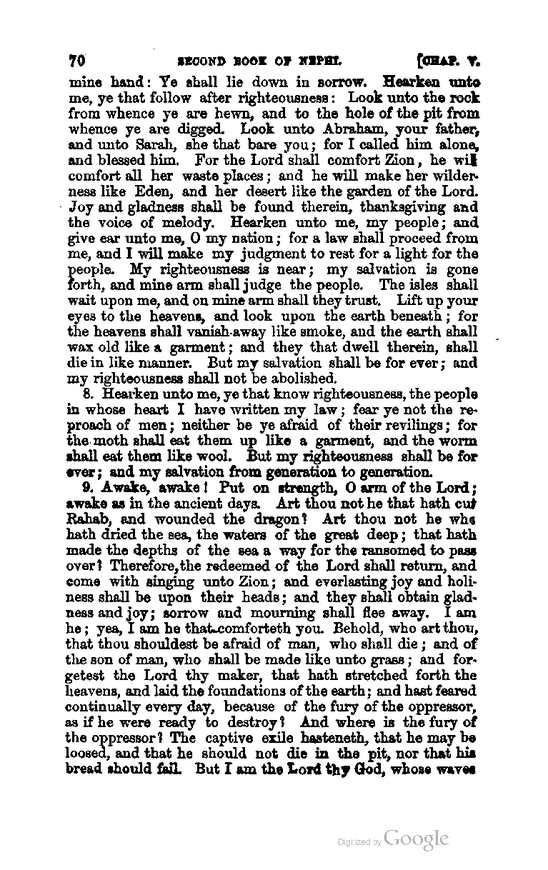 70 SECOND BOOK OF NEPHI. [CHAP. V.
mine hand: Ye shall lie down in sorrow. Hearken unto
me, ye that follow after righteousness: Look unto the rock
from whence ye are hewn, and to the hole of the pit from
whence ye are digged. Look unto Abraham, your father,
and unto Sarah, she that bare you; for I called him alone,
and blessed him. For the Lord shall comfort Zion, he will
comfort all her waste places; and he will make her wilder-
ness like Eden, and her desert like the garden of the Lord.
Joy and gladness shall be found therein, thanksgiving and
the voice of melody. Hearken unto me, my people; and
give ear unto me, O my nation; for a law shall proceed from
me, and I will make my judgment to rest for a light for the
people. My righteousness is near; my salvation is gone
forth, and mine arm shall judge the people. The isles shall
wait upon me, and on mine arm shall they trust. Lift up your
eyes to the heavens, and look upon the earth beneath; for
the heavens shall vanish away like smoke, and the earth shall
wax old like a garment; and they that dwell therein, shall
die in like manner. But my salvation shall be for ever; and
my righteousness shall not be abolished.
8. Hearken unto me, ye that know righteousness, the people
in whose heart I have written my law; fear ye not the re-
proach of men; neither be ye afraid of their revilings; for
the moth shall eat them up like a garment, and the worm
shall eat them like wool. But my righteousness shall be for
ever; and my salvation from generation to generation.
9. Awake, awake! Put on strength, O arm of the Lord;
awake as in the ancient days. Art thou not he that hath cut
Rahab, and wounded the dragon? Art thou not he who
hath dried the sea, the waters of the great deep; that hath
made the depths of the sea a way for the ransomed to pass
over? Therefore, the redeemed of the Lord shall return, and
come with singing unto Zion; and everlasting joy and holi-
ness shall be upon their heads; and they shall obtain glad-
ness and joy; sorrow and mourning shall flee away. I am
he; yea, I am he that comforteth you. Behold, who art thou,
that thou shouldest be afraid of man, who shall die; and of
the son of man, who shall be made like unto grass; and for-
getest the Lord thy maker, that hath stretched forth the
heavens, and laid the foundations of the earth; and hast feared
continually every day, because of the fury of the oppressor,
as if he were ready to destroy? And where is the fury of
the oppressor? The captive exile hasteneth, that he may be
loosed, and that he should not die in the pit, nor that his
bread should fail. But I am the Lord thy God, whose waves
Digitized by Google